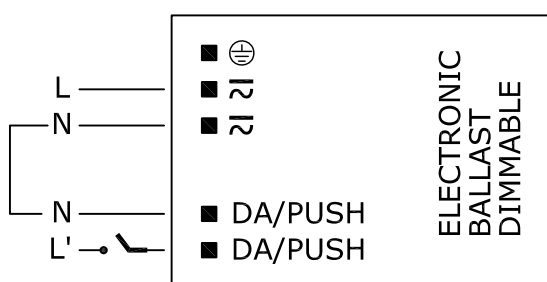 L
N
N
DA/PUSH
L'
DA/PUSH
ELECTRONIC
BALLAST
DIMMABLE